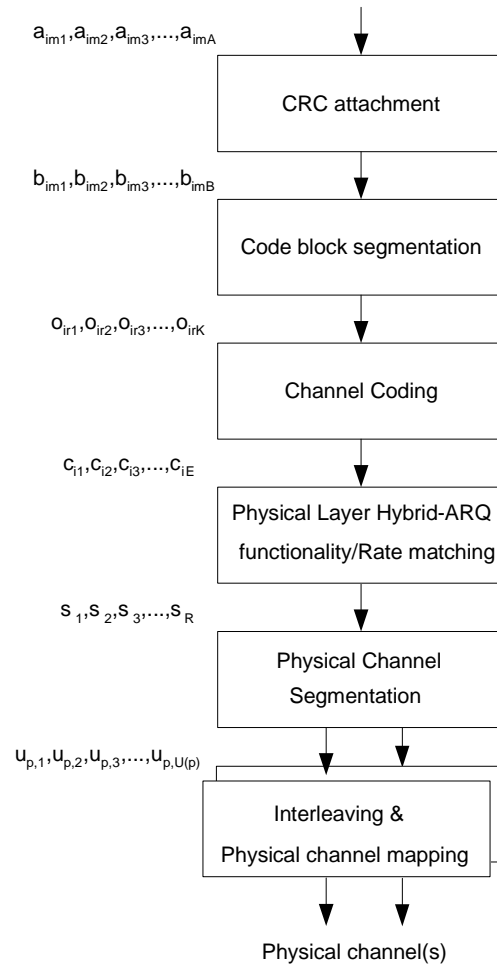 a_im1,a_im2,a_im3,...,a_imA
CRC attachment
b_im1,b_im2,b_im3,...,b_imB
Code block segmentation
o_ir1,o_ir2,o_ir3,...,o_irK
Channel Coding
c_i1,c_i2,c_i3,...,c_iE
Physical Layer Hybrid-ARQ
functionality/Rate matching
s_1,s_2,s_3,...,s_R
Physical Channel
Segmentation
u_p,1,u_p,2,u_p,3,...,u_p,U(p)
Interleaving &
Physical channel mapping
Physical channel(s)